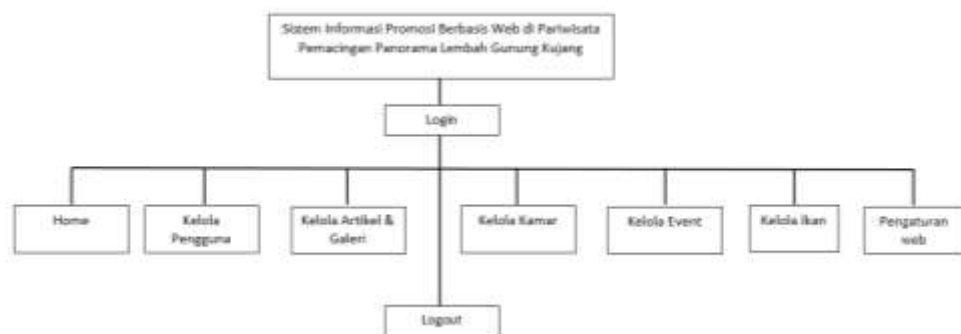 Sistem Informasi Promosi Berbasis Web di Pariwisata
Pemacingan Panorama Lembah Gunung Kujang
Login
Home
Kelola
Pengguna
Kelola Artikel &
Galeri
Kelola Kamar
Kelola Event
Kelola Ikan
Pengaturan
web
Logout